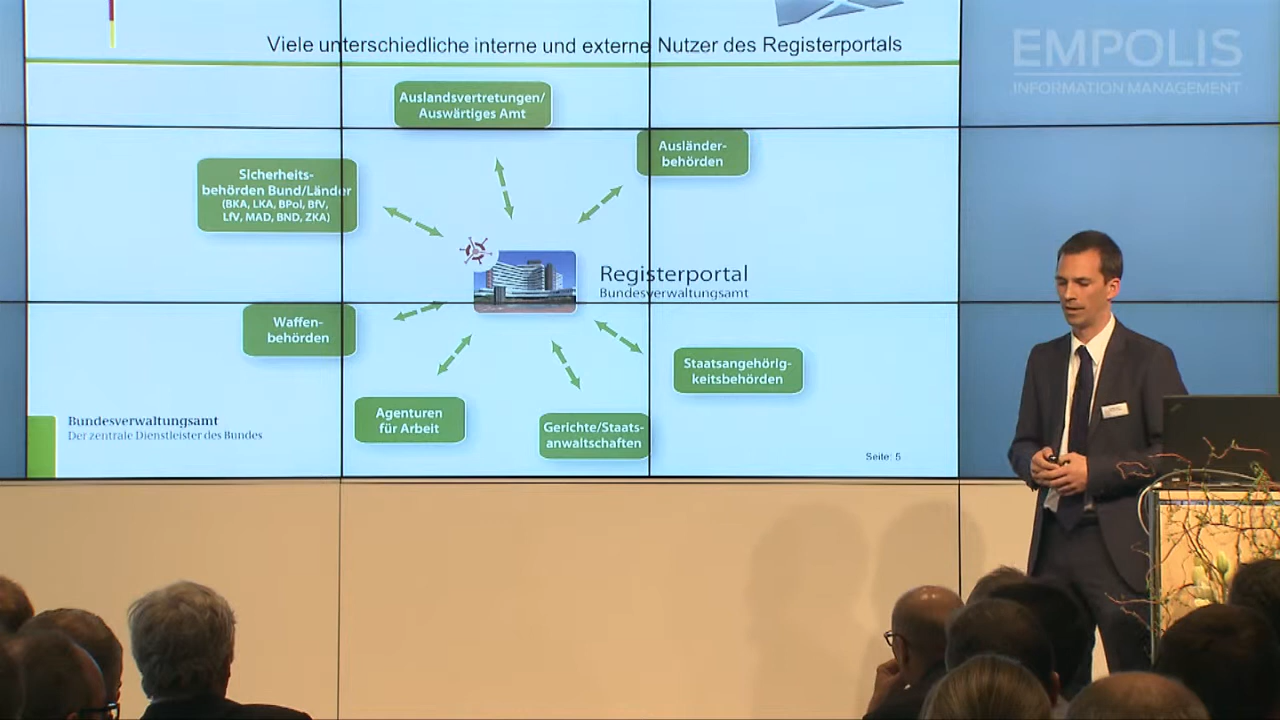 Viele unterschiedliche interne und externe Nutzer des Registerportals
EMPOLIS
INFORMATION MANAGEMENT
Auslandsvertretungen/
Auswärtiges Amt
Ausländer-
behörden
Sicherheits-
behörden Bund/Länder
(BKA, LKA, BPol, BfV,
LfV, MAD, BND, ZKA)
Registerportal
Bundesverwaltungsamt
Waffen-
behörden
Staatsangehörig-
keitsbehörden
Agenturen
für Arbeit
Gerichte/Staats-
anwaltschaften
Bundesverwaltungsamt
Der zentrale Dienstleister des Bundes
Seite: 5